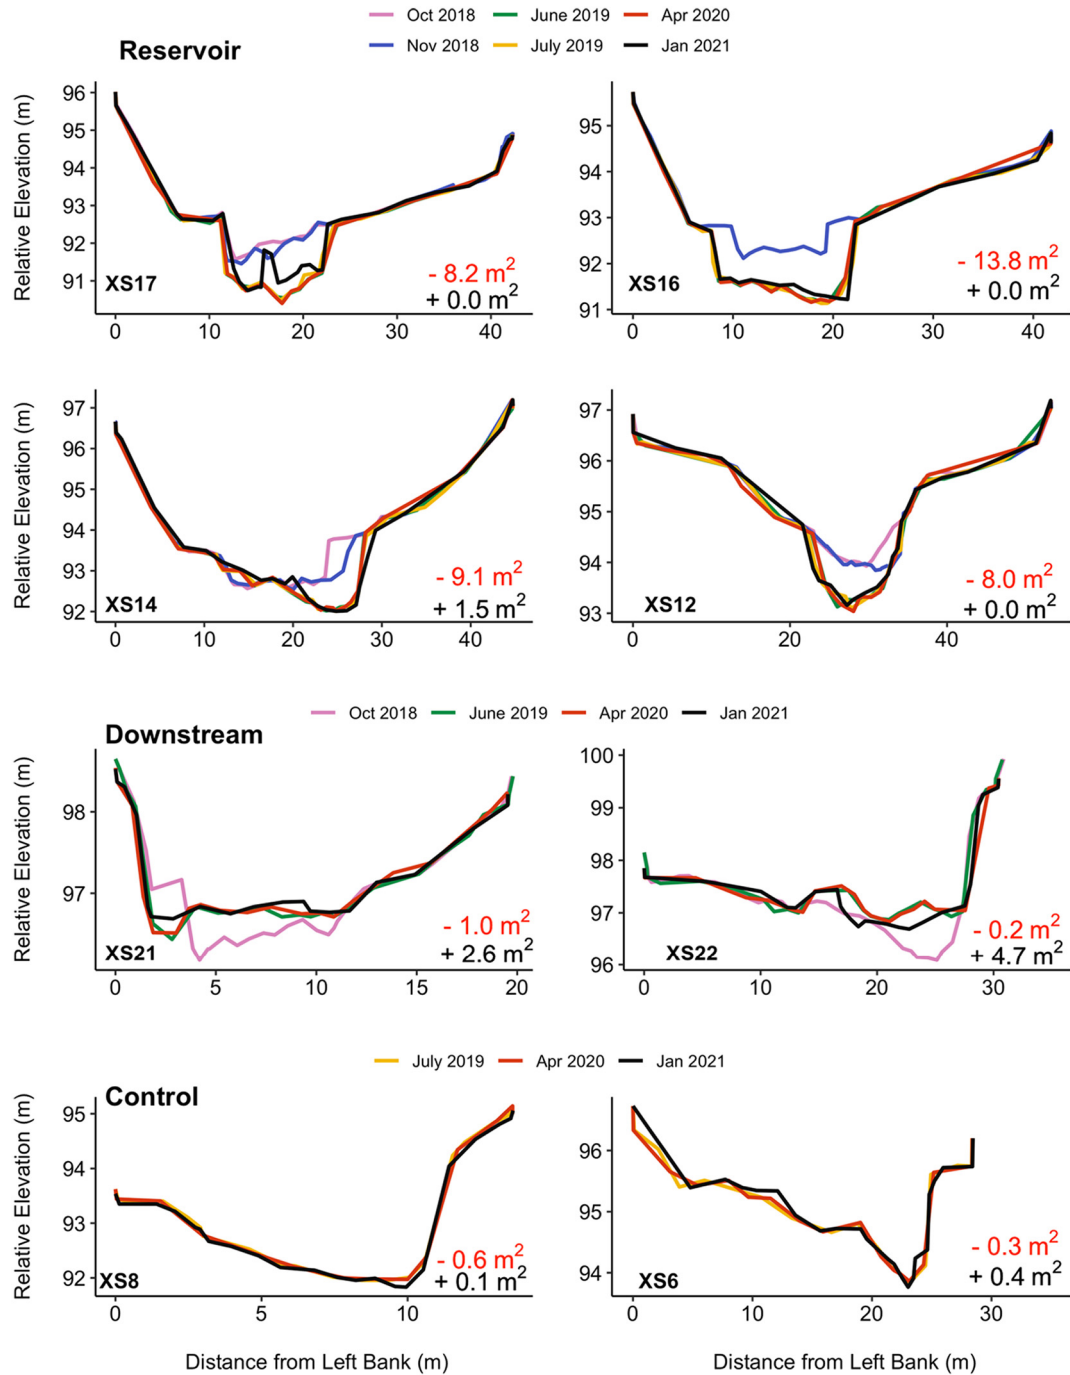 Oct 2018 June 2019 Apr 2020
Nov 2018 July 2019 Jan 2021
Reservoir
Relative Elevation (m)
96
95
94
93
92
91
XS17
- 8.2 m²
+ 0.0 m²
0 10 20 30 40
95
94
93
92
91
XS16
- 13.8 m²
+ 0.0 m²
0 10 20 30 40
Relative Elevation (m)
97
96
95
94
93
92
XS14
- 9.1 m²
+ 1.5 m²
0 10 20 30 40
97
96
95
94
93
XS12
- 8.0 m²
+ 0.0 m²
0 20 40
Oct 2018 June 2019 Apr 2020 Jan 2021
Downstream
Relative Elevation (m)
98
97
XS21
- 1.0 m²
+ 2.6 m²
0 5 10 15 20
100
99
98
97
96
XS22
- 0.2 m²
+ 4.7 m²
0 10 20 30
July 2019 Apr 2020 Jan 2021
Control
Relative Elevation (m)
95
94
93
92
XS8
- 0.6 m²
+ 0.1 m²
0 5 10
96
95
94
XS6
- 0.3 m²
+ 0.4 m²
0 10 20 30
Distance from Left Bank (m) Distance from Left Bank (m)